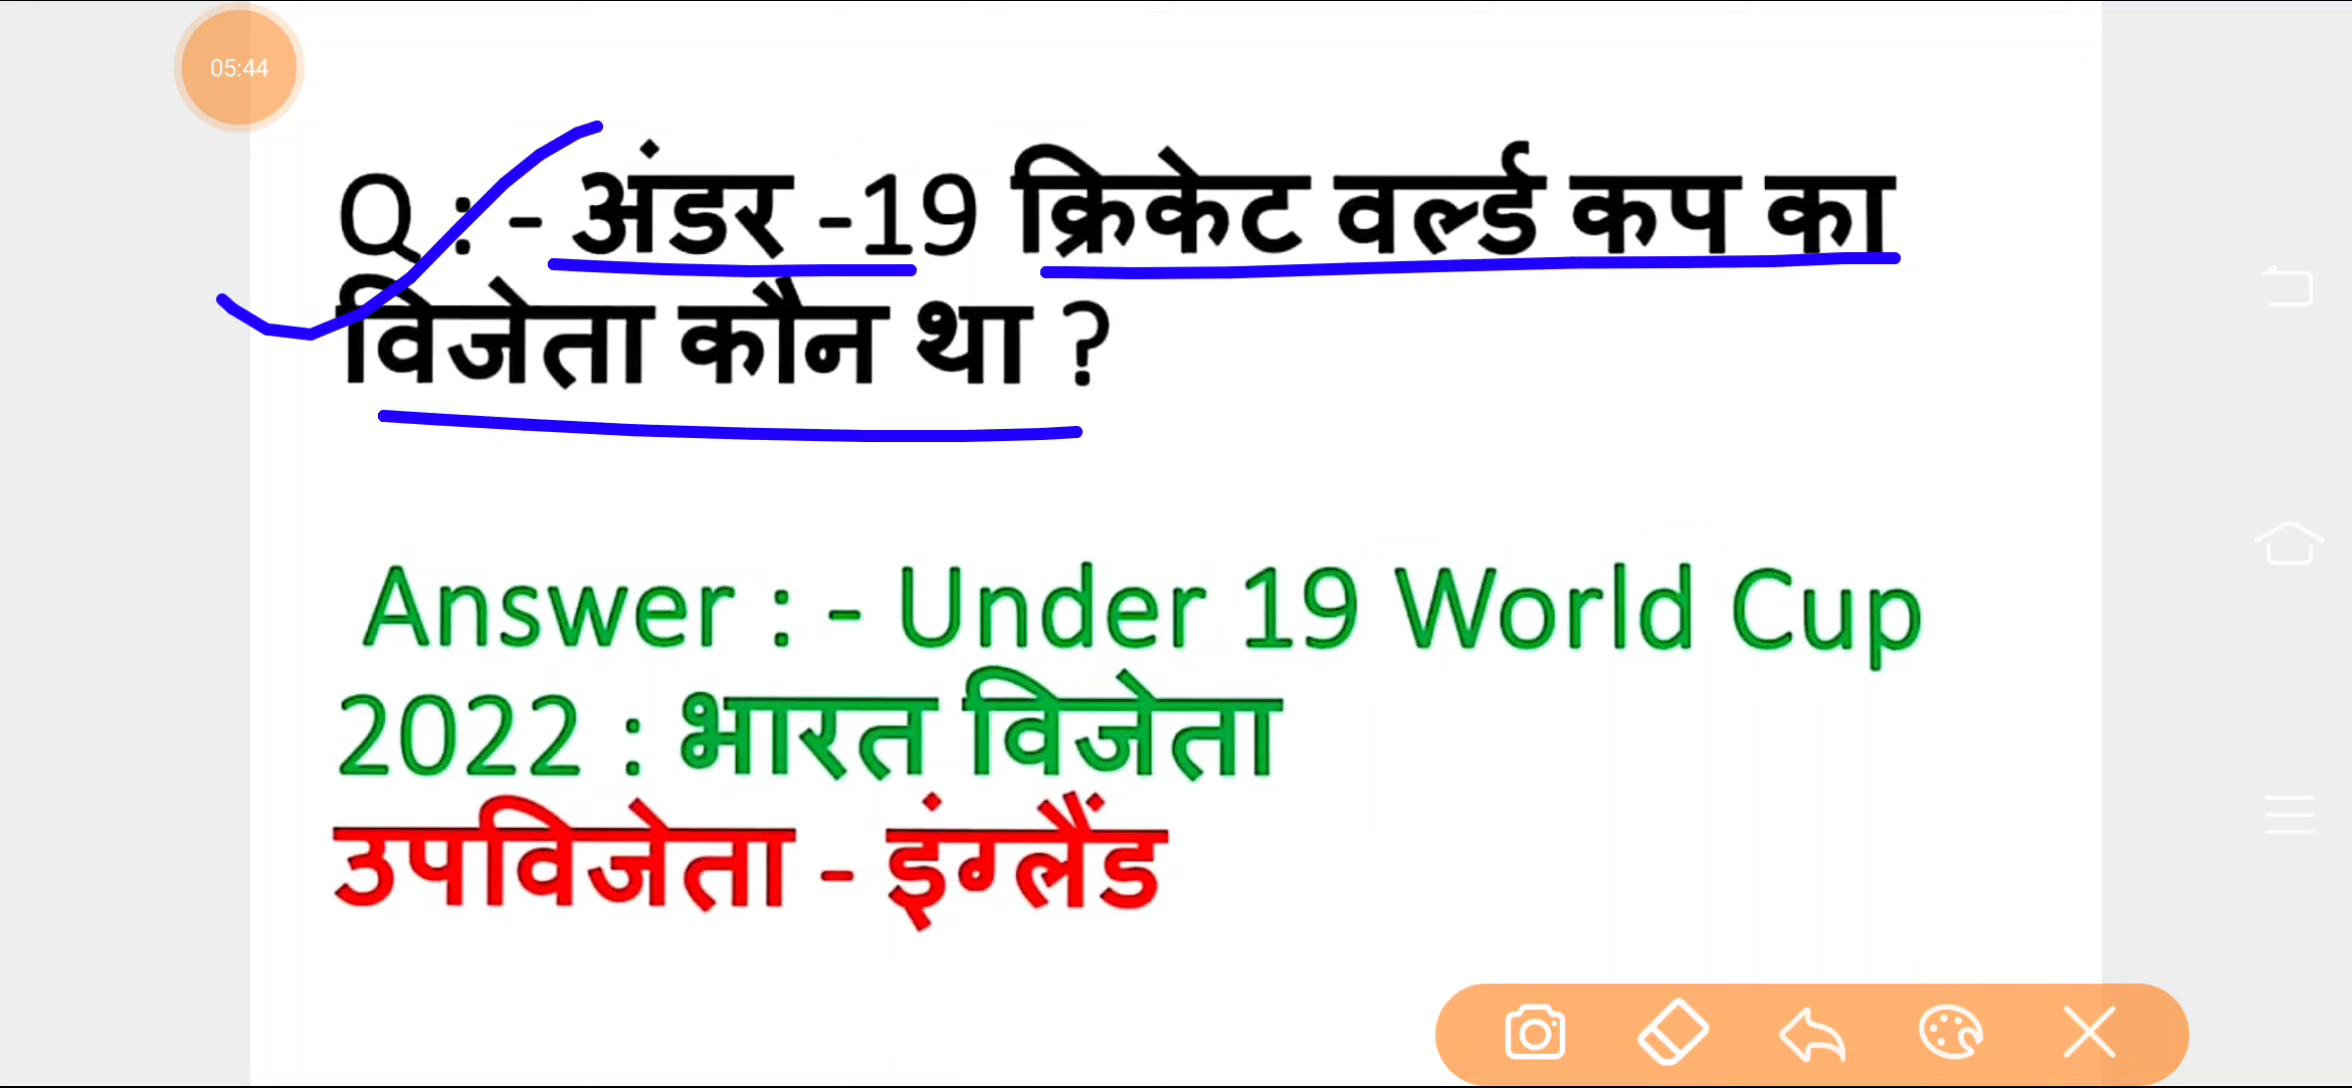 05:44
Q : - अंडर -19 क्रिकेट वर्ल्ड कप का
विजेता कौन था ?
Answer : - Under 19 World Cup
2022 : भारत विजेता
उपविजेता - इंग्लैंड